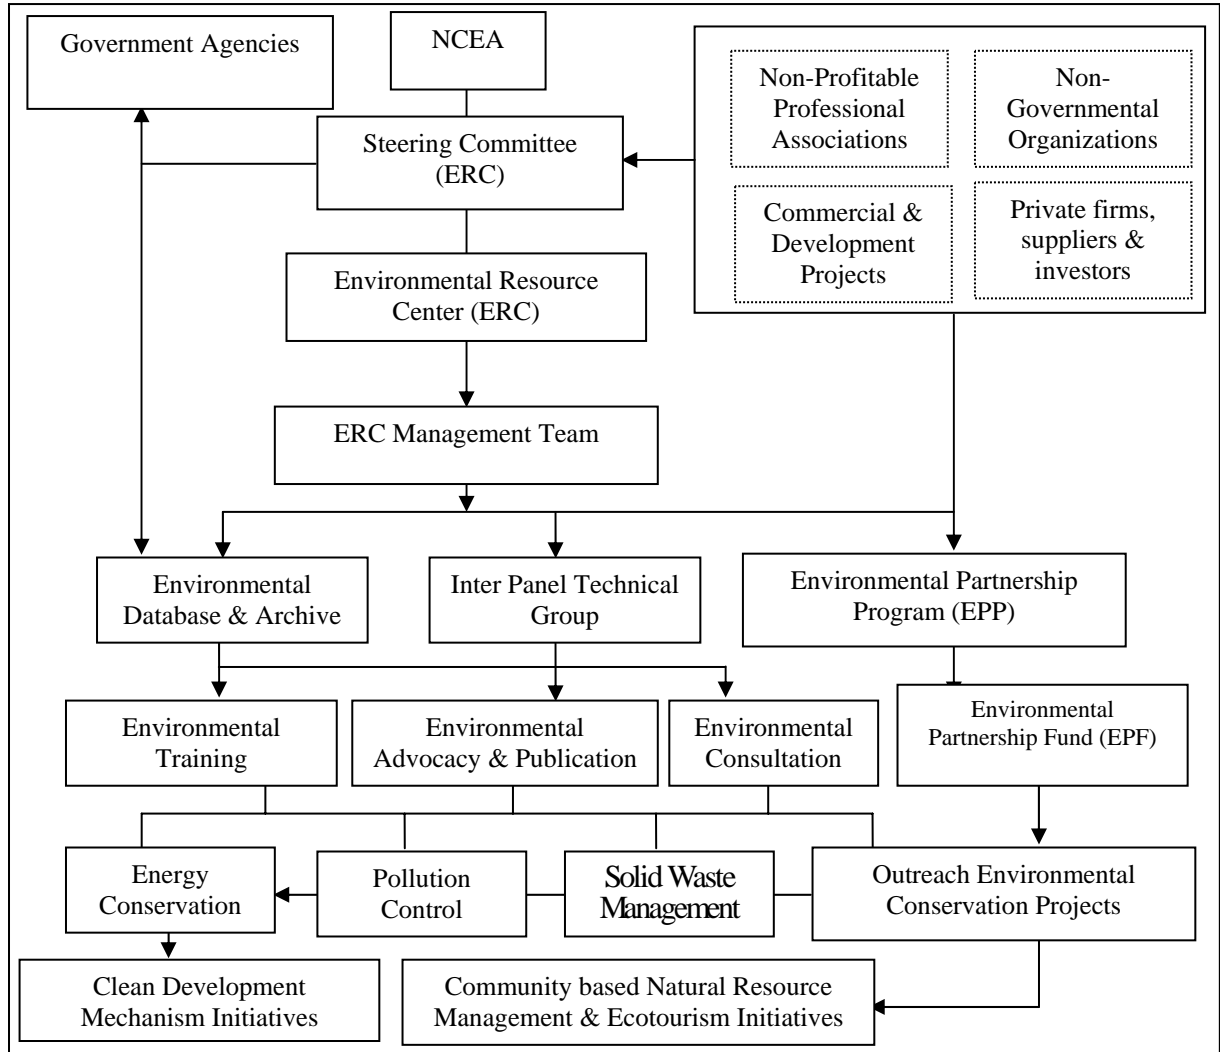 Government Agencies
NCEA
Non-Profitable
Professional
Associations
Non-
Governmental
Organizations
Steering Committee
(ERC)
Commercial &
Development
Projects
Private firms,
suppliers &
investors
Environmental Resource
Center (ERC)
ERC Management Team
Environmental
Database & Archive
Inter Panel Technical
Group
Environmental Partnership
Program (EPP)
Environmental
Training
Environmental
Advocacy & Publication
Environmental
Consultation
Environmental
Partnership Fund (EPF)
Energy
Conservation
Pollution
Control
Solid Waste
Management
Outreach Environmental
Conservation Projects
Clean Development
Mechanism Initiatives
Community based Natural Resource
Management & Ecotourism Initiatives